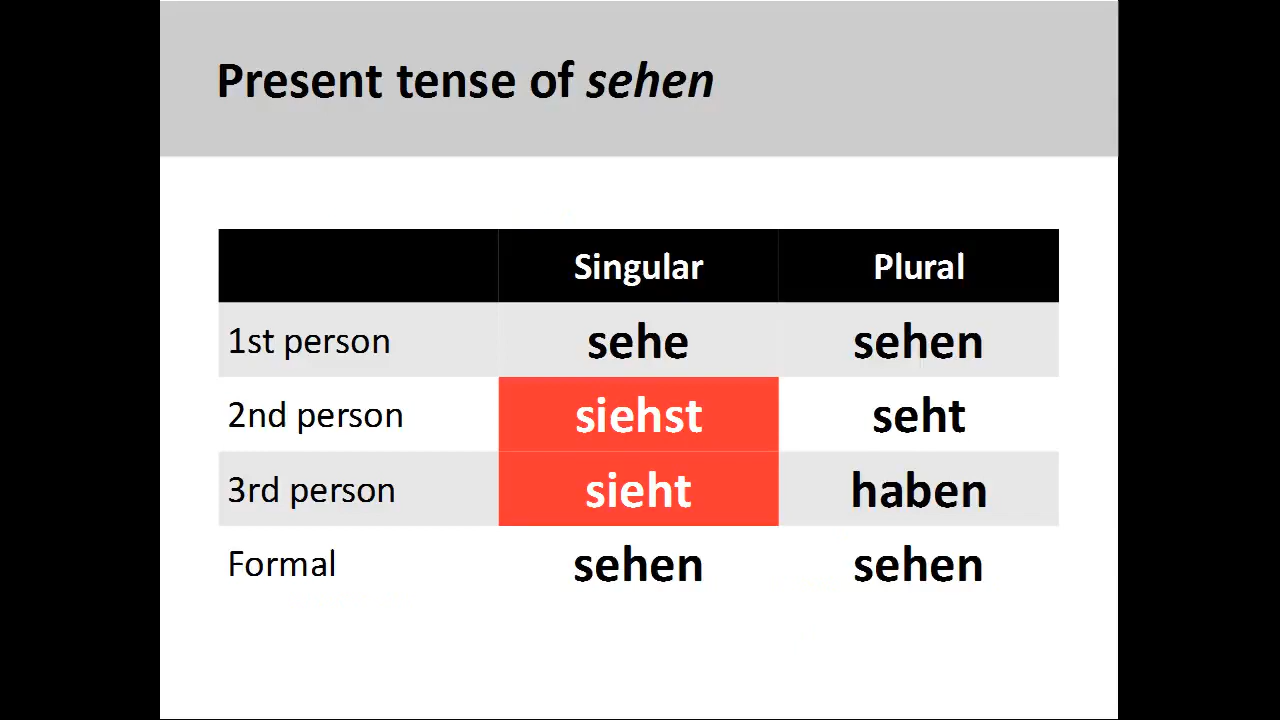 Present tense of sehen
Singular Plural
1st person sehe sehen
2nd person siehst seht
3rd person sieht haben
Formal sehen sehen